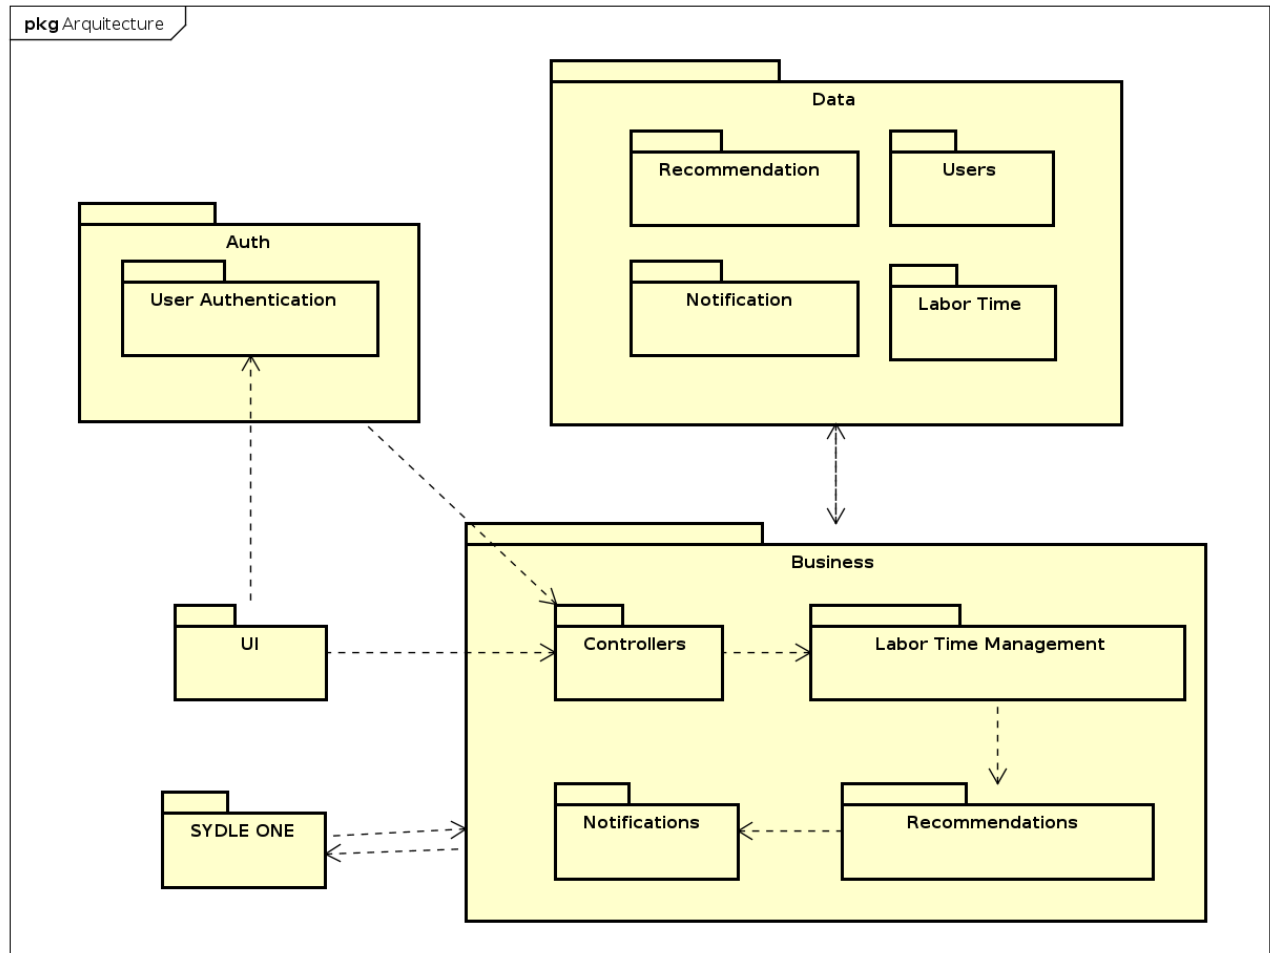 pkg Arquitecture
Data
Recommendation
Users
Auth
User Authentication
Notification
Labor Time
Business
UI
Controllers
Labor Time Management
SYDLE ONE
Notifications
Recommendations